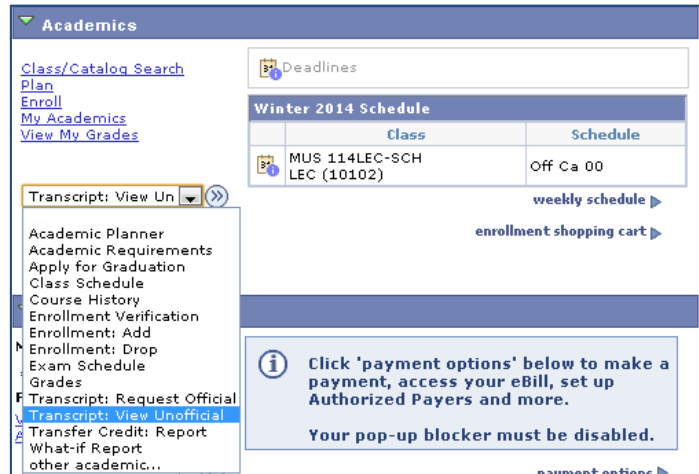 Academics
Class/Catalog Search
Plan
Enroll
My Academics
View My Grades
Deadlines
Winter 2014 Schedule
Class Schedule
MUS 114LEC-SCH
LEC (10102)
Off Ca 00
weekly schedule
enrollment shopping cart
Transcript: View Un
Academic Planner
Academic Requirements
Apply for Graduation
Class Schedule
Course History
Enrollment Verification
Enrollment: Add
Enrollment: Drop
Exam Schedule
Grades
Transcript: Request Official
Transcript: View Unofficial
Transfer Credit: Report
What-if Report
other academic...
Click 'payment options' below to make a
payment, access your eBill, set up
Authorized Payers and more.
Your pop-up blocker must be disabled.
payment options